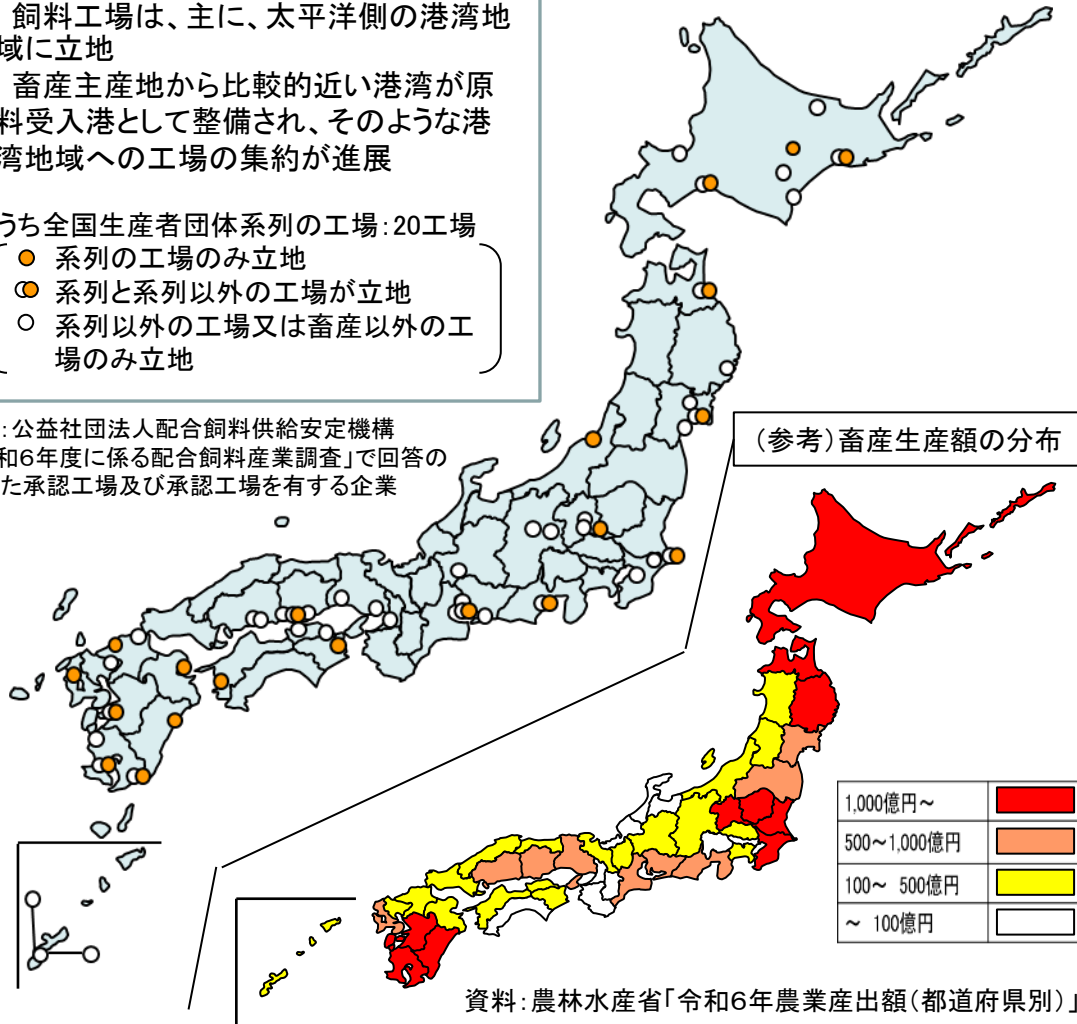 飼料工場は、主に、太平洋側の港湾地
域に立地
畜産主産地から比較的近い港湾が原
料受入港として整備され、そのような港
湾地域への工場の集約が進展
うち全国生産者団体系列の工場:20工場
系列の工場のみ立地
系列と系列以外の工場が立地
系列以外の工場又は畜産以外の工
場のみ立地
:公益社団法人配合飼料供給安定機構
和6年度に係る配合飼料産業調査」で回答の
た承認工場及び承認工場を有する企業
(参考)畜産生産額の分布
1,000億円~
500~1,000億円
100~ 500億円
~ 100億円
資料:農林水産省「令和6年農業産出額(都道府県別)」